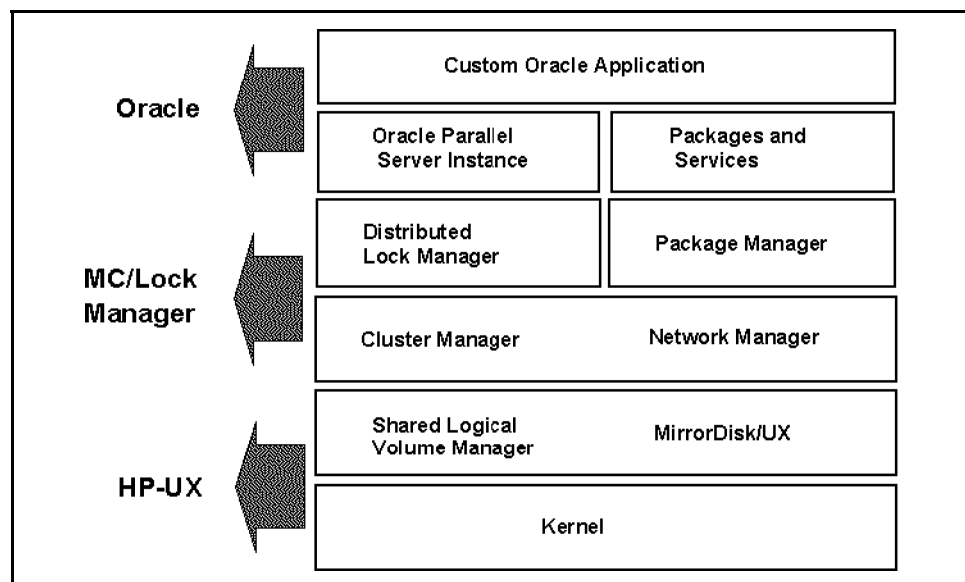 Custom Oracle Application
Oracle
Oracle Parallel
Server Instance
Packages and
Services
Distributed
Lock Manager
Package Manager
MC/Lock
Manager
Cluster Manager
Network Manager
Shared Logical
Volume Manager
MirrorDisk/UX
HP-UX
Kernel